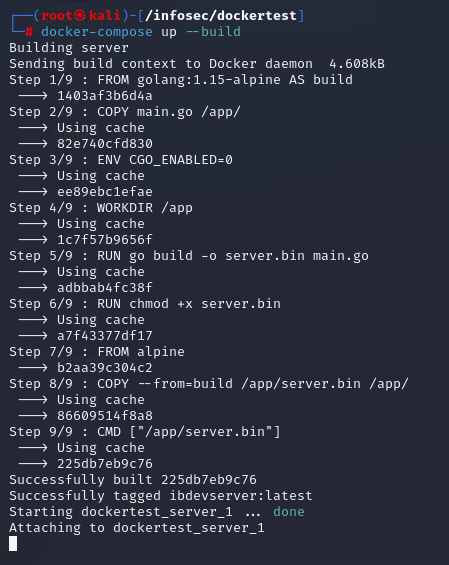 ┌──(root㉿kali)-[/infosec/dockertest]
└─# docker-compose up --build
Building server
Sending build context to Docker daemon  4.608kB
Step 1/9 : FROM golang:1.15-alpine AS build
 ---> 1403af3b6d4a
Step 2/9 : COPY main.go /app/
 ---> Using cache
 ---> 82e740cfd830
Step 3/9 : ENV CGO_ENABLED=0
 ---> Using cache
 ---> ee89ebc1efae
Step 4/9 : WORKDIR /app
 ---> Using cache
 ---> 1c7f57b9656f
Step 5/9 : RUN go build -o server.bin main.go
 ---> Using cache
 ---> adbbab4fc38f
Step 6/9 : RUN chmod +x server.bin
 ---> Using cache
 ---> a7f43377df17
Step 7/9 : FROM alpine
 ---> b2aa39c304c2
Step 8/9 : COPY --from=build /app/server.bin /app/
 ---> Using cache
 ---> 86609514f8a8
Step 9/9 : CMD ["/app/server.bin"]
 ---> Using cache
 ---> 225db7eb9c76
Successfully built 225db7eb9c76
Successfully tagged ibdevserver:latest
Starting dockertest_server_1 ... done
Attaching to dockertest_server_1